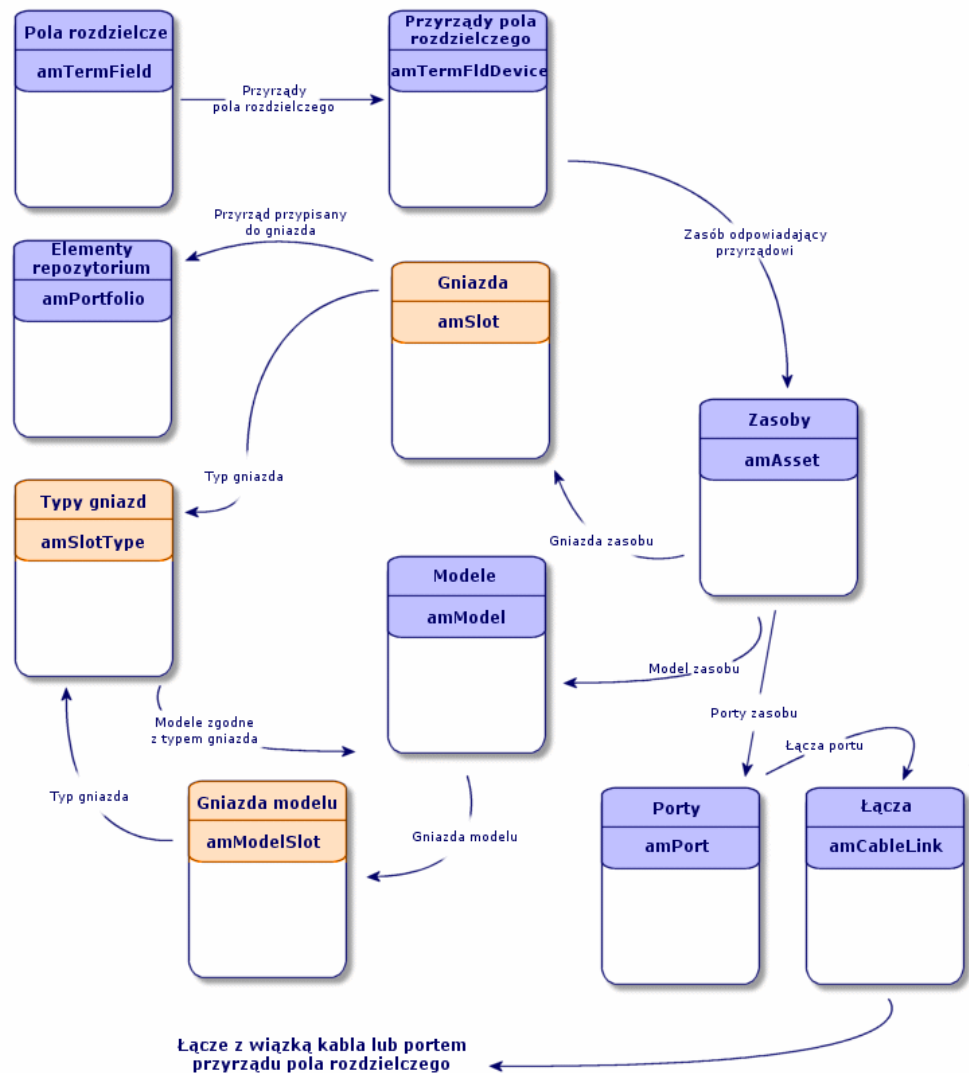 Pola rozdzielcze
amTermField
Przyrządy
pola rozdzielczego
Przyrządy pola
rozdzielczego
amTermFldDevice
Przyrząd przypisany
do gniazda
Zasób odpowiadający
przyrządowi
Elementy
repozytorium
amPortfolio
Gniazda
amSlot
Zasoby
amAsset
Typ gniazda
Typy gniazd
amSlotType
Gniazda zasobu
Modele
amModel
Model zasobu
Porty zasobu
Modele zgodne
z typem gniazda
Łącza portu
Typ gniazda
Gniazda modelu
amModelSlot
Gniazda modelu
Porty
amPort
Łącza
amCableLink
Łącze z wiązką kabla lub portem
przyrządu pola rozdzielczego